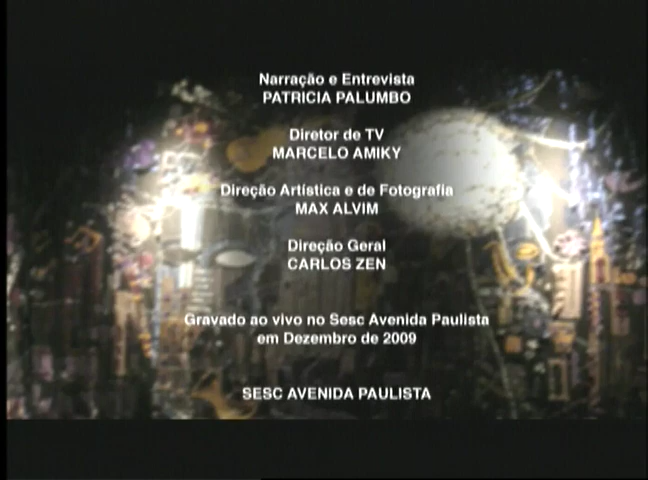 Narração e Entrevista
PATRICIA PALUMBO
Diretor de TV
MARCELO AMIKY
Direção Artística e de Fotografia
MAX ALVIM
Direção Geral
CARLOS ZEN
Gravado ao vivo no Sesc Avenida Paulista
em Dezembro de 2009
SESC AVENIDA PAULISTA